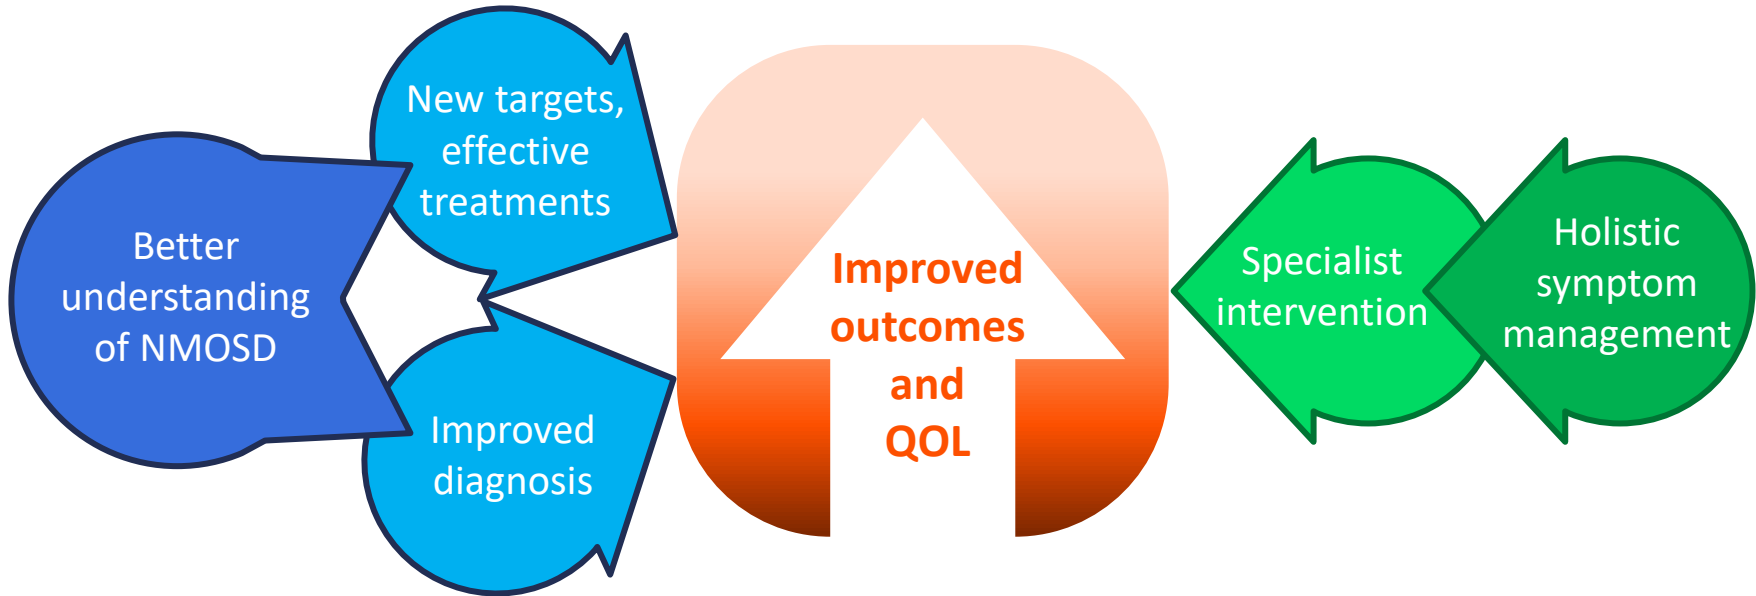 New targets,
effective
treatments
Better
understanding
of NMOSD
Improved
diagnosis
Improved
outcomes
and
QOL
Specialist
intervention
Holistic
symptom
management